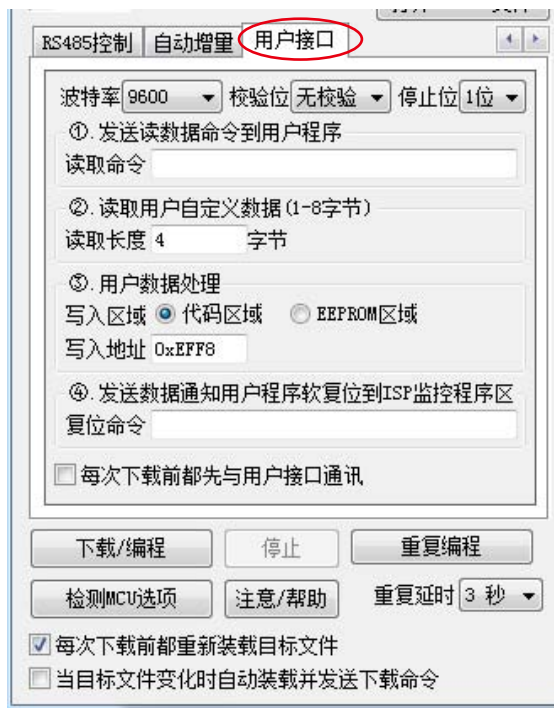 RS485控制 自动增量 用户接口
波特率 9600 校验位 无校验 停止位 1位
①.发送读数据命令到用户程序
读取命令
②.读取用户自定义数据(1-8字节)
读取长度 4 字节
③.用户数据处理
写入区域 代码区域 EEPROM区域
写入地址 0xEFF8
④.发送数据通知用户程序软复位到ISP监控程序区
复位命令
每次下载前都先与用户接口通讯
下载/编程 停止 重复编程
检测MCU选项 注意/帮助 重复延时 3 秒
每次下载前都重新装载目标文件
当目标文件变化时自动装载并发送下载命令